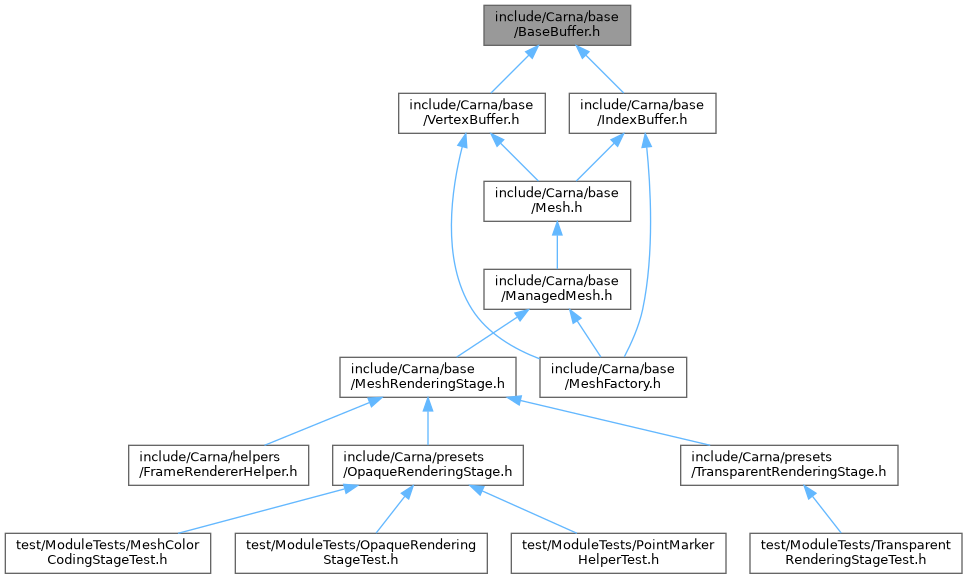 include/Carna/base
/BaseBuffer.h
include/Carna/base
/VertexBuffer.h
include/Carna/base
/IndexBuffer.h
include/Carna/base
/Mesh.h
include/Carna/base
/ManagedMesh.h
include/Carna/base
/MeshRenderingStage.h
include/Carna/base
/MeshFactory.h
include/Carna/helpers
/FrameRendererHelper.h
include/Carna/presets
/OpaqueRenderingStage.h
include/Carna/presets
/TransparentRenderingStage.h
test/ModuleTests/MeshColor
CodingStageTest.h
test/ModuleTests/OpaqueRendering
StageTest.h
test/ModuleTests/PointMarker
HelperTest.h
test/ModuleTests/Transparent
RenderingStageTest.h